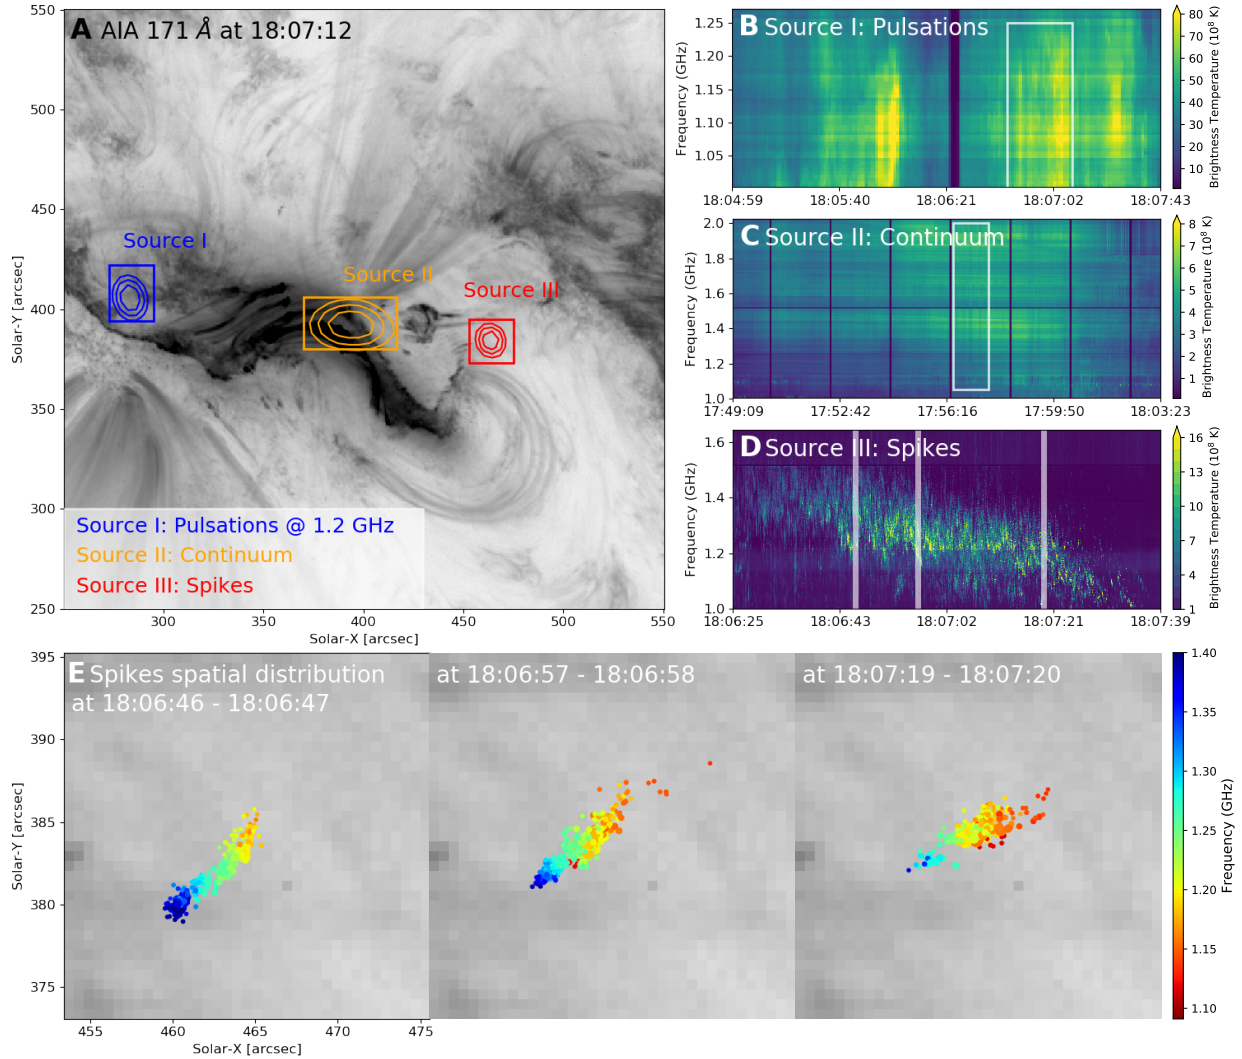 A AIA 171 Å at 18:07:12
550
500
450
400
350
300
250
Solar-Y [arcsec]
Source I
Source II
Source III
Source I: Pulsations @ 1.2 GHz
Source II: Continuum
Source III: Spikes
300 350 400 450 500 550
Solar-X [arcsec]
B Source I: Pulsations
1.25
1.20
1.15
1.10
1.05
Frequency (GHz)
18:04:59 18:05:40 18:06:21 18:07:02 18:07:43
80
70
60
50
40
30
20
10
Brightness Temperature (10⁸ K)
C Source II: Continuum
2.0
1.8
1.6
1.4
1.2
1.0
Frequency (GHz)
17:49:09 17:52:42 17:56:16 17:59:50 18:03:23
8
7
6
5
4
3
2
1
Brightness Temperature (10⁸ K)
D Source III: Spikes
1.6
1.4
1.2
1.0
Frequency (GHz)
18:06:25 18:06:43 18:07:02 18:07:21 18:07:39
16
13
10
7
4
1
Brightness Temperature (10⁸ K)
E Spikes spatial distribution
at 18:06:46 - 18:06:47
at 18:06:57 - 18:06:58
at 18:07:19 - 18:07:20
395
390
385
380
375
Solar-Y [arcsec]
455 460 465 470 475
Solar-X [arcsec]
1.40
1.35
1.30
1.25
1.20
1.15
1.10
Frequency (GHz)